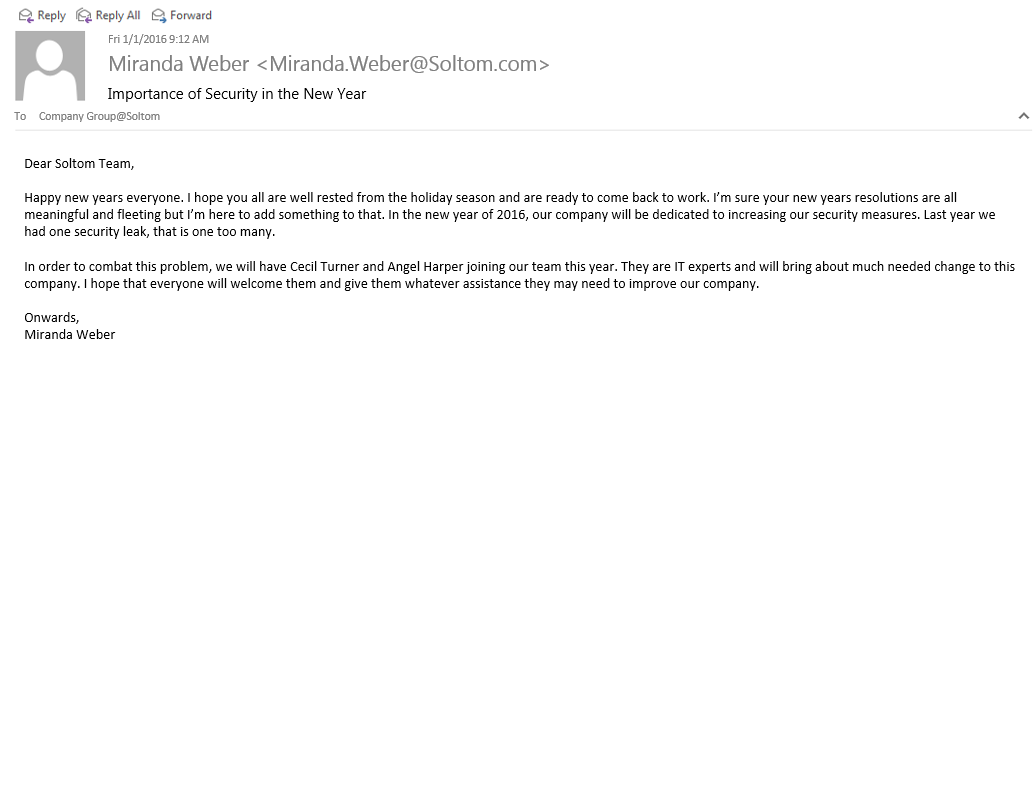 Reply Reply All Forward
Fri 1/1/2016 9:12 AM
Miranda Weber <Miranda.Weber@Soltom.com>
Importance of Security in the New Year
To Company Group@Soltom
Dear Soltom Team,
Happy new years everyone. I hope you all are well rested from the holiday season and are ready to come back to work. I’m sure your new years resolutions are all
meaningful and fleeting but I’m here to add something to that. In the new year of 2016, our company will be dedicated to increasing our security measures. Last year we
had one security leak, that is one too many.
In order to combat this problem, we will have Cecil Turner and Angel Harper joining our team this year. They are IT experts and will bring about much needed change to this
company. I hope that everyone will welcome them and give them whatever assistance they may need to improve our company.
Onwards,
Miranda Weber